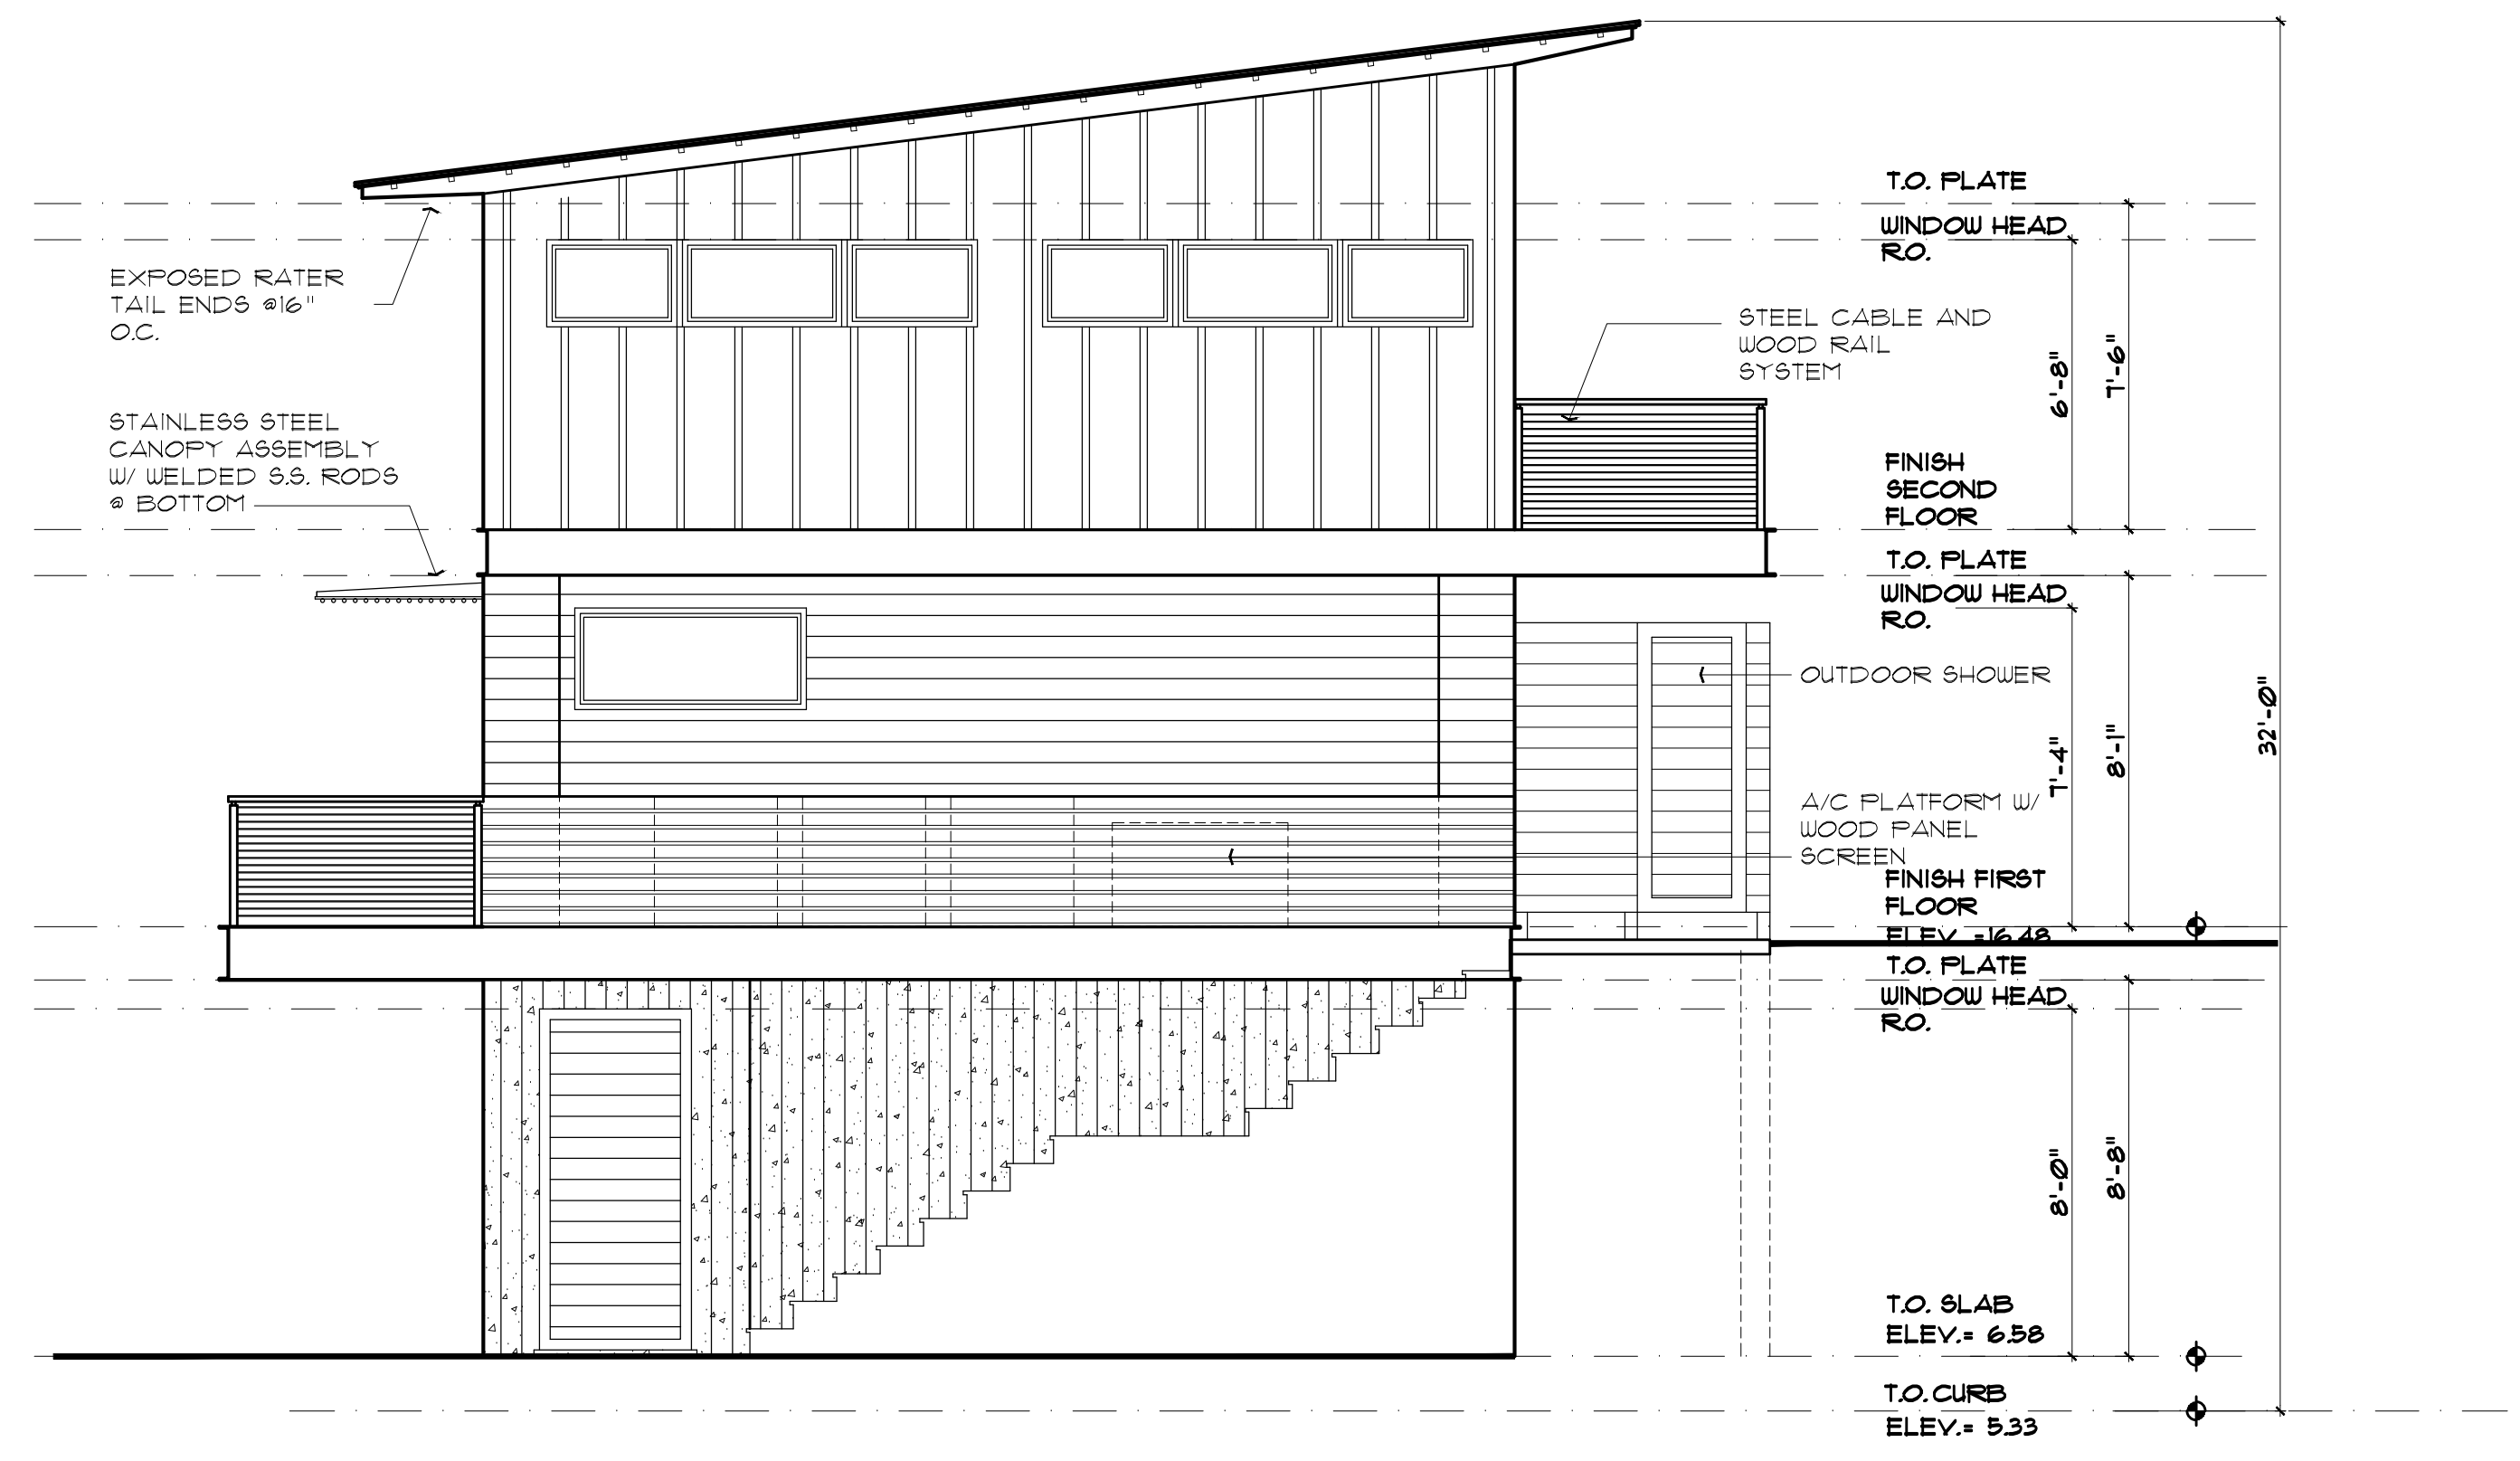 T.O. PLATE
WINDOW HEAD
R.O.
EXPOSED RATER
TAIL ENDS @16"
O.C.
STEEL CABLE AND
WOOD RAIL
SYSTEM
6'-8"
7'-6"
STAINLESS STEEL
CANOPY ASSEMBLY
W/ WELDED S.S. RODS
@ BOTTOM
FINISH
SECOND
FLOOR
T.O. PLATE
WINDOW HEAD
R.O.
OUTDOOR SHOWER
32'-0"
7'-4"
8'-1"
A/C PLATFORM W/
WOOD PANEL
SCREEN
FINISH FIRST
FLOOR
ELEV. =16.48
T.O. PLATE
WINDOW HEAD
R.O.
8'-0"
8'-8"
T.O. SLAB
ELEV.= 6.58
T.O. CURB
ELEV.= 5.33